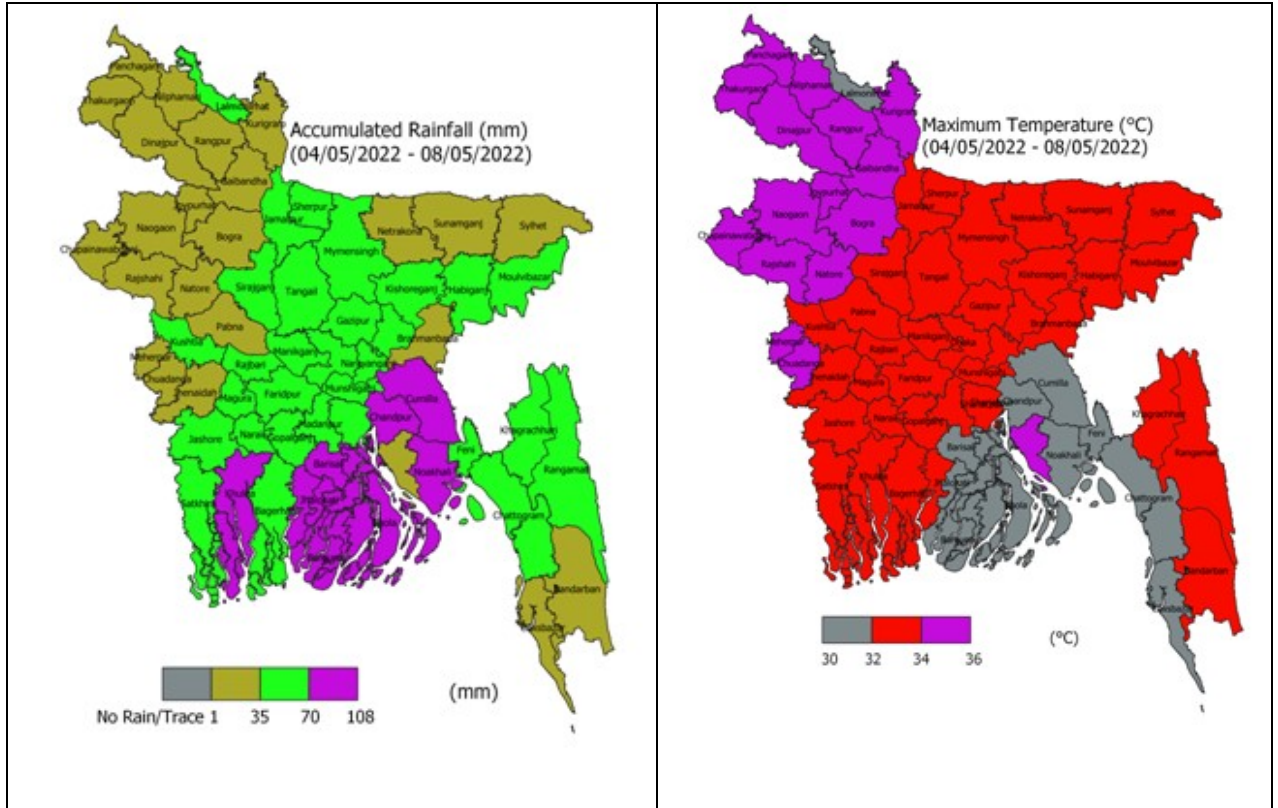 Accumulated Rainfall (mm)
(04/05/2022 - 08/05/2022)
Panchagarh
Thakurgaon
Nilphamari
Lalmonirhat
Kurigram
Dinajpur
Rangpur
Gaibandha
Joypurhat
Naogaon
Bogra
Chapainawabganj
Rajshahi
Natore
Sherpur
Jamalpur
Mymensingh
Netrakona
Sunamganj
Sylhet
Moulvibazar
Habiganj
Kishoreganj
Sirajganj
Tangail
Gazipur
Pabna
Kushtia
Meherpur
Chuadanga
Jhenaidah
Rajbari
Manikganj
Narayanganj
Brahmanbaria
Munshiganj
Magura
Faridpur
Madaripur
Cumilla
Chandpur
Jashore
Narail
Gopalganj
Noakhali
Feni
Khagrachhari
Rangamati
Chattogram
Bandarban
Satkhira
Khulna
Bagerhat
Barisal
No Rain/Trace 1 35 70 108
(mm)
Maximum Temperature (°C)
(04/05/2022 - 08/05/2022)
Panchagarh
Thakurgaon
Nilphamari
Lalmonirhat
Kurigram
Dinajpur
Rangpur
Gaibandha
Joypurhat
Naogaon
Bogra
Chapainawabganj
Rajshahi
Natore
Sherpur
Jamalpur
Mymensingh
Netrakona
Sunamganj
Sylhet
Moulvibazar
Habiganj
Kishoreganj
Sirajganj
Tangail
Gazipur
Pabna
Kushtia
Meherpur
Chuadanga
Jhenaidah
Rajbari
Manikganj
Dhaka
Brahmanbaria
Munshiganj
Magura
Faridpur
Cumilla
Chandpur
Jashore
Narail
Gopalganj
Noakhali
Feni
Khagrachhari
Rangamati
Chattogram
Bandarban
Satkhira
Khulna
Bagerhat
Barisal
30 32 34 36
(°C)